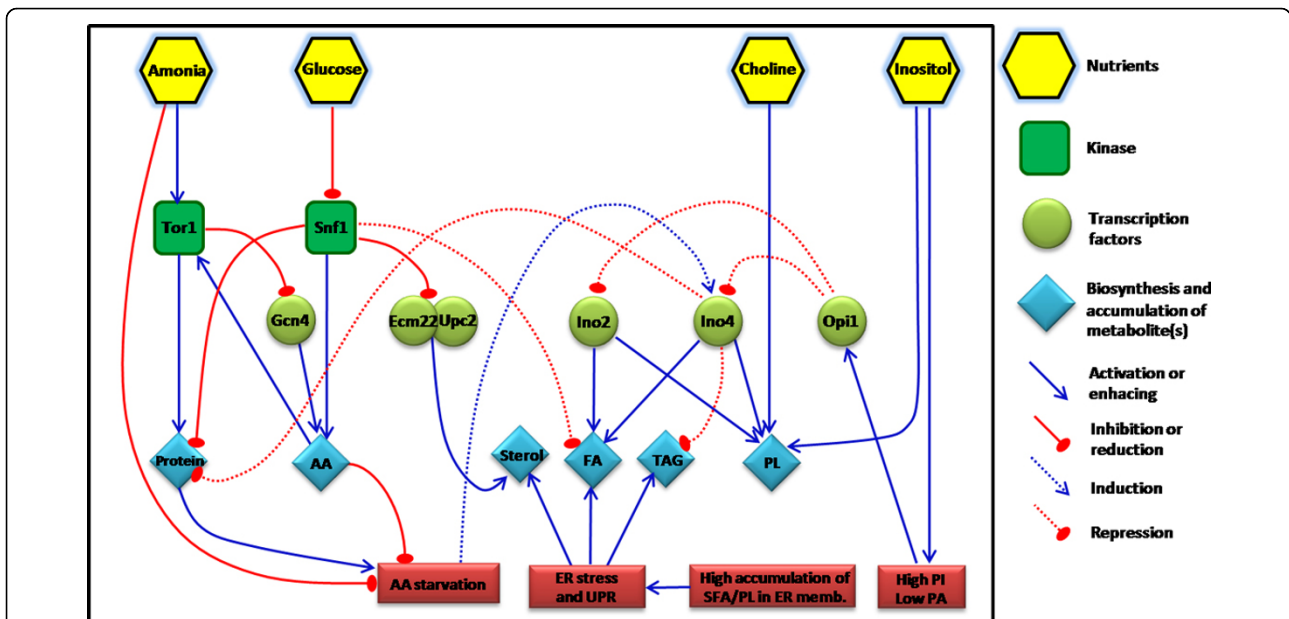 Amonia
Glucose
Choline
Inositol
Nutrients
Kinase
Tor1
Snf1
Transcription
factors
Gcn4
Ecm22
Upc2
Ino2
Ino4
Opi1
Biosynthesis and
accumulation of
metabolite(s)
Activation or
enhacing
Inhibition or
reduction
Induction
Repression
Protein
AA
Sterol
FA
TAG
PL
AA starvation
ER stress
and UPR
High accumulation of
SFA/PL in ER memb.
High PI
Low PA